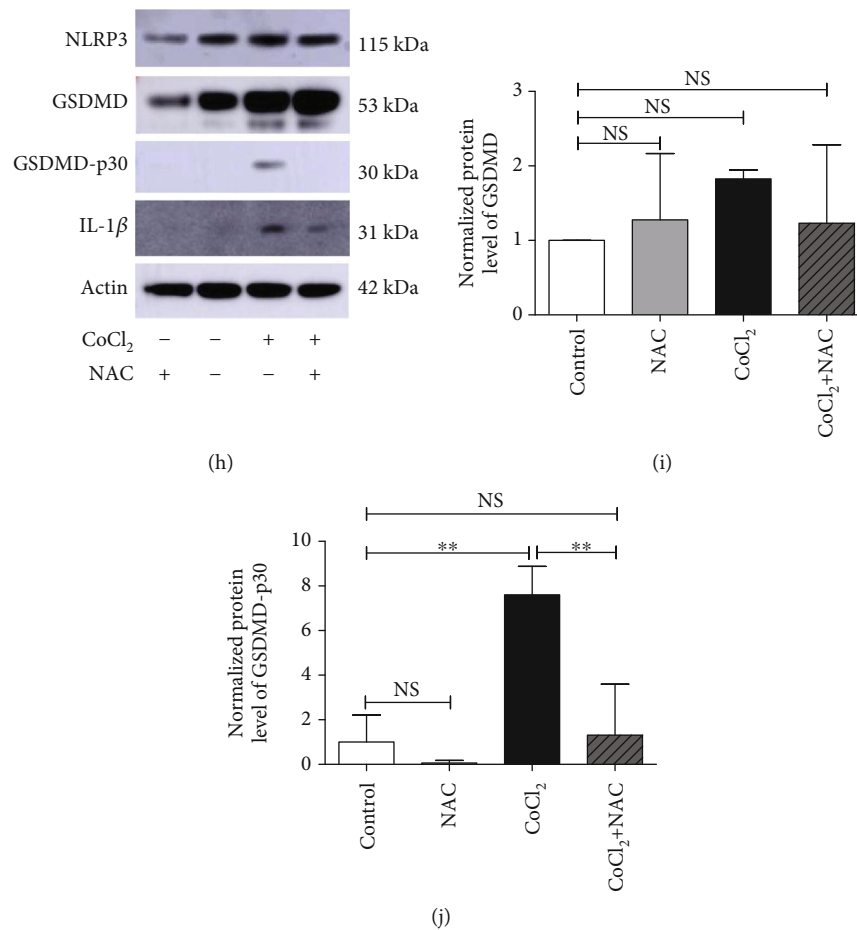 NLRP3
115 kDa
GSDMD
53 kDa
GSDMD-p30
30 kDa
IL-1β
31 kDa
Actin
42 kDa
CoCl₂ − − + +
NAC + − − +
(h)
NS
NS
NS
Normalized protein
level of GSDMD
3
2
1
0
Control
NAC
CoCl₂
CoCl₂+NAC
(i)
NS
**
**
NS
Normalized protein
level of GSDMD-p30
10
8
6
4
2
0
Control
NAC
CoCl₂
CoCl₂+NAC
(j)